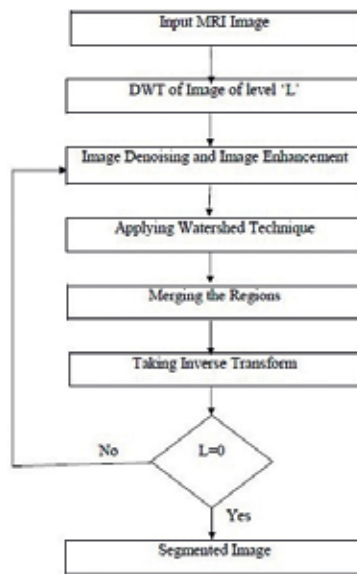 Input MRI Image
DWT of Image of level 'L'
Image Denoising and Image Enhancement
Applying Watershed Technique
Merging the Regions
Taking Inverse Transform
L=0
No
Yes
Segmented Image